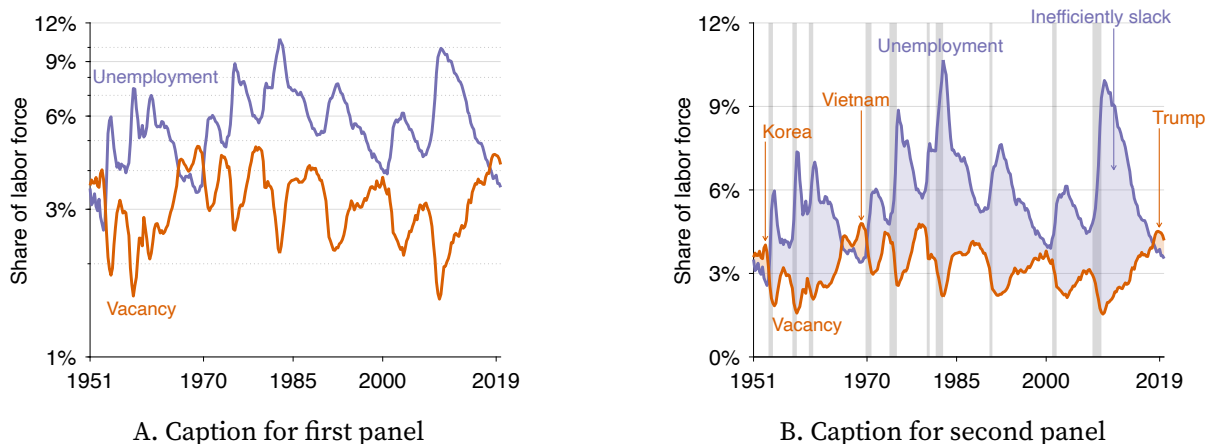 12%
9%
6%
3%
1%
Share of labor force
Unemployment
Vacancy
1951
1970
1985
2000
2019
A. Caption for first panel
12%
9%
6%
3%
0%
Share of labor force
Inefficiently slack
Unemployment
Vietnam
Korea
Trump
Vacancy
1951
1970
1985
2000
2019
B. Caption for second panel